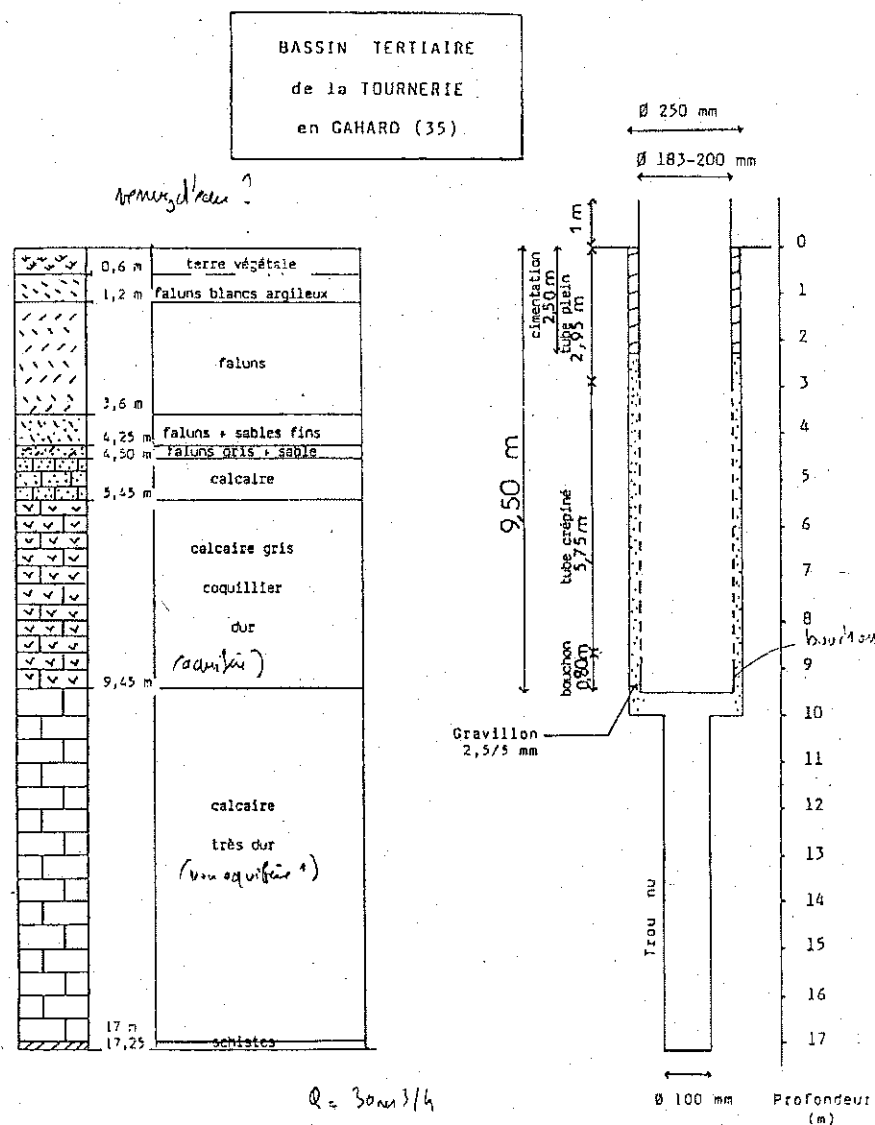 BASSIN TERTIAIRE
de la TOURNERIE
en GAHARD (35)
venues d'eau ?
0,6 m
terre végétale
1,2 m
faluns blancs argileux
faluns
3,6 m
4,25 m
faluns + sables fins
4,50 m
faluns gris + sable
calcaire
5,45 m
calcaire gris
coquillier
dur
(aquifère)
9,45 m
calcaire
très dur
(non aquifère)
17 m
17,25
schistes
Q = 30 m3/h
Ø 250 mm
Ø 183-200 mm
1 m
cimentation
2,50 m
tube plein
2,95 m
9,50 m
tube crépiné
5,75 m
bouchon
0,80 m
bouchon
Gravillon
2,5/5 mm
Trou nu
Ø 100 mm
0
1
2
3
4
5
6
7
8
9
10
11
12
13
14
15
16
17
Profondeur
(m)